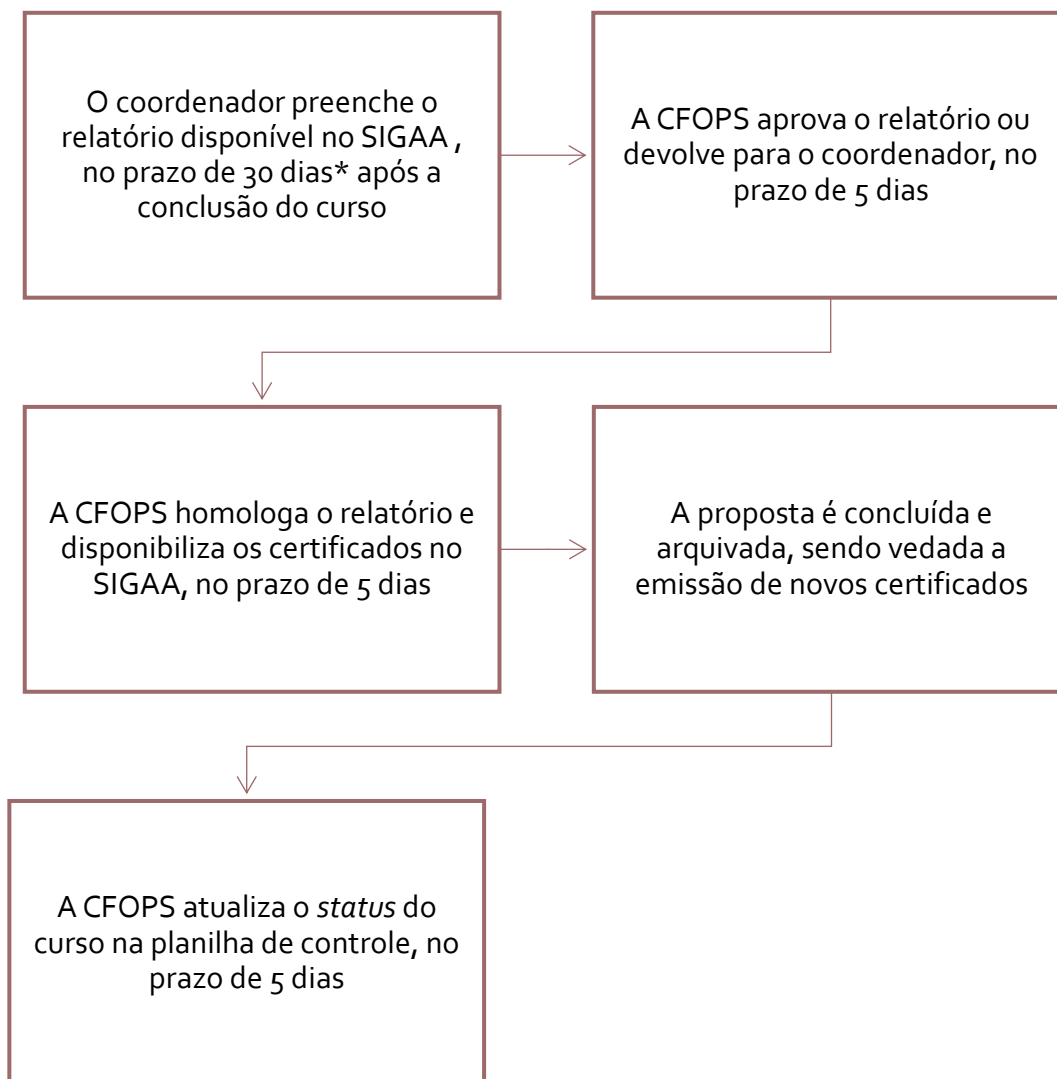 O coordenador preenche o
relatório disponível no SIGAA ,
no prazo de 30 dias* após a
conclusão do curso
A CFOPS aprova o relatório ou
devolve para o coordenador, no
prazo de 5 dias
A CFOPS homologa o relatório e
disponibiliza os certificados no
SIGAA, no prazo de 5 dias
A proposta é concluída e
arquivada, sendo vedada a
emissão de novos certificados
A CFOPS atualiza o status do
curso na planilha de controle, no
prazo de 5 dias